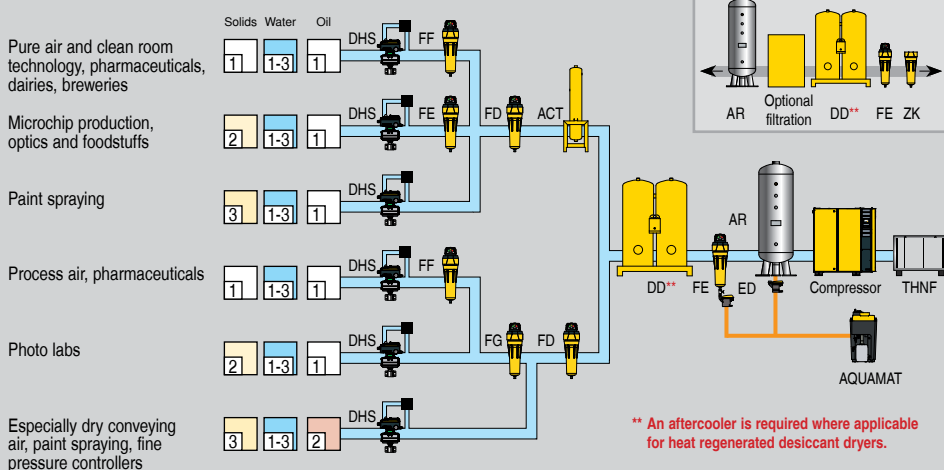 Solids Water Oil
Pure air and clean room
technology, pharmaceuticals,
dairies, breweries
1 1-3 1
DHS FF
Microchip production,
optics and foodstuffs
2 1-3 1
DHS FE FD ACT
Paint spraying
3 1-3 1
DHS
Process air, pharmaceuticals
1 1-3 1
DHS FF
Photo labs
2 1-3 1
DHS FG FD
Especially dry conveying
air, paint spraying, fine
pressure controllers
3 1-3 2
DHS
AR Optional
filtration DD** FE ZK
AR
DD** FE ED Compressor THNF
AQUAMAT
** An aftercooler is required where applicable
for heat regenerated desiccant dryers.